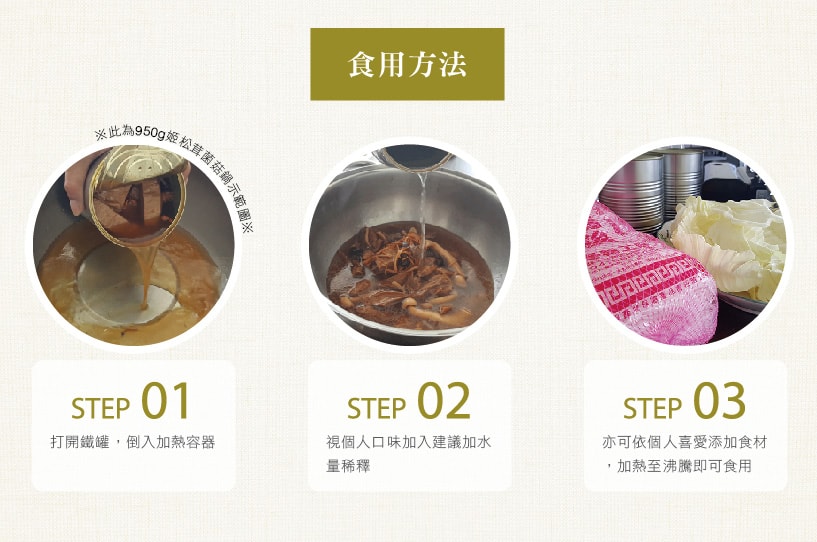 食用方法
※此為950g姬松茸菌菇鍋示範圖※
STEP 01
打開鐵罐，倒入加熱容器
STEP 02
視個人口味加入建議加水
量稀釋
STEP 03
亦可依個人喜愛添加食材
，加熱至沸騰即可食用